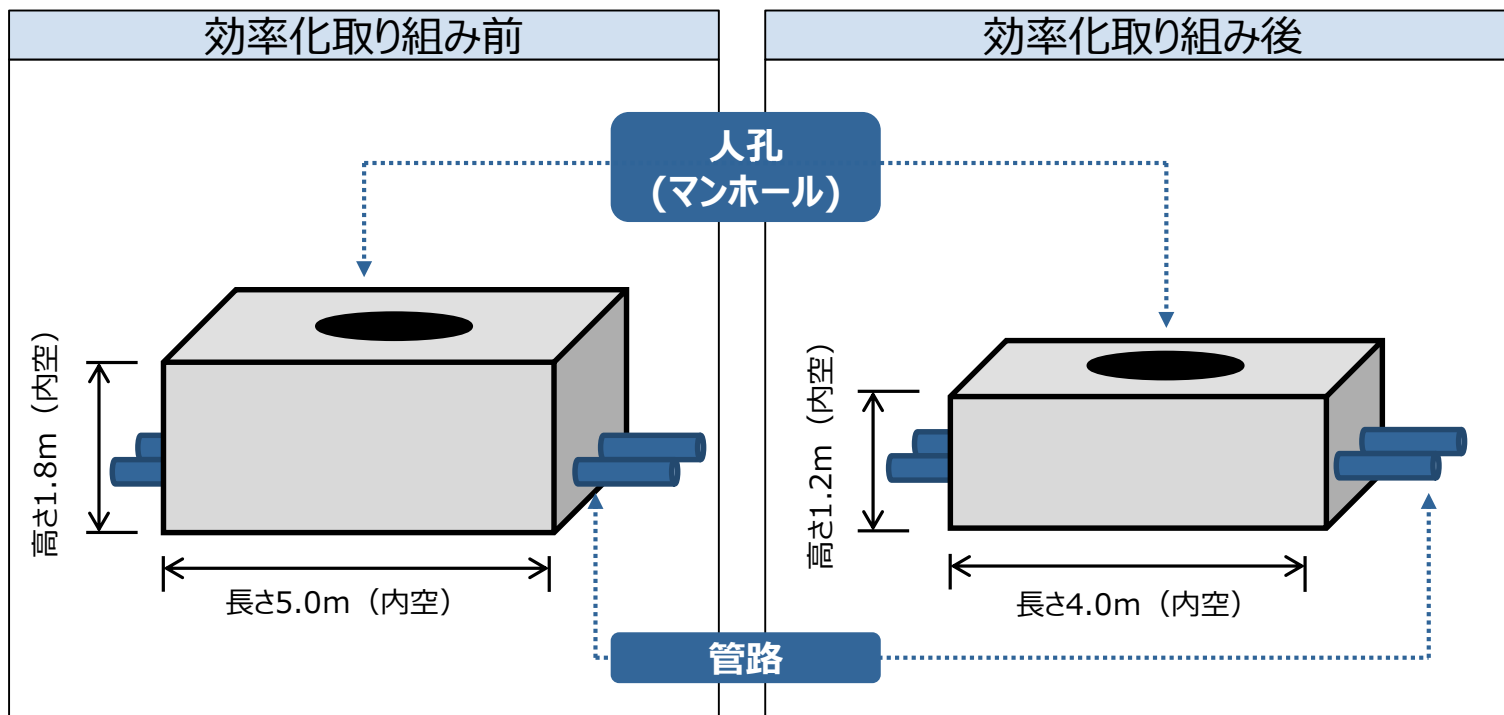 効率化取り組み前
効率化取り組み後
人孔
(マンホール)
高さ1.8m（内空）
長さ5.0m（内空）
高さ1.2m（内空）
長さ4.0m（内空）
管路